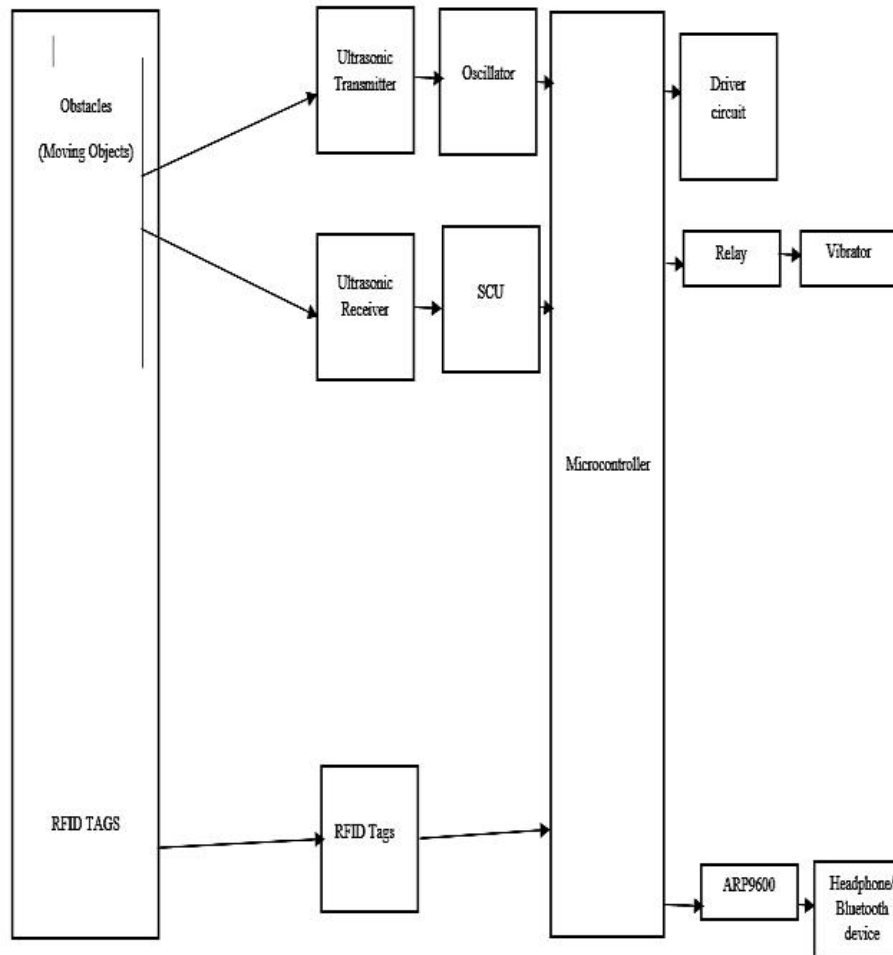 Obstacles
(Moving Objects)
RFID TAGS
Ultrasonic
Transmitter
Oscillator
Ultrasonic
Receiver
SCU
RFID Tags
Microcontroller
Driver
circuit
Relay
Vibrator
ARP9600
Headphone/
Bluetooth
device